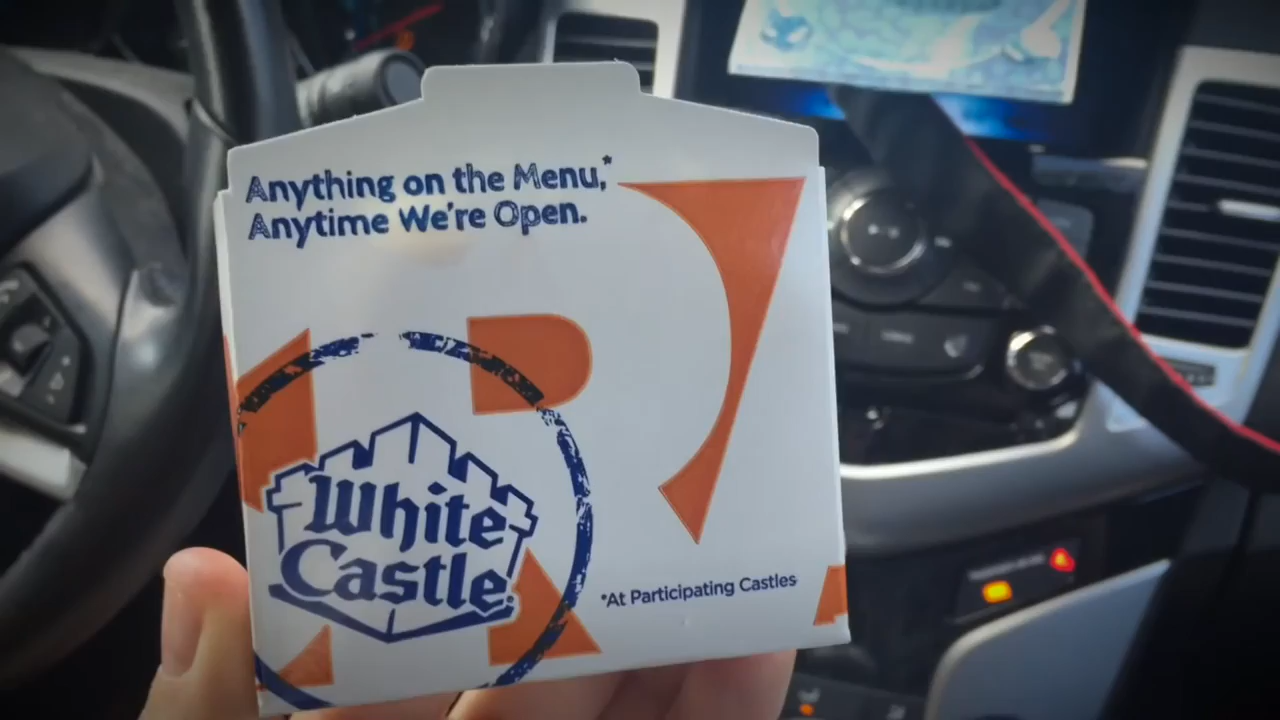 Anything on the Menu,*
Anytime We're Open.
White
Castle
*At Participating Castles